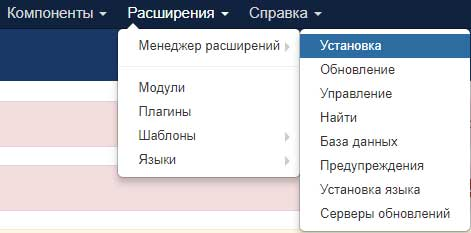 Компоненты Расширения Справка
Менеджер расширений
Модули
Плагины
Шаблоны
Языки
Установка
Обновление
Управление
Найти
База данных
Предупреждения
Установка языка
Серверы обновлений